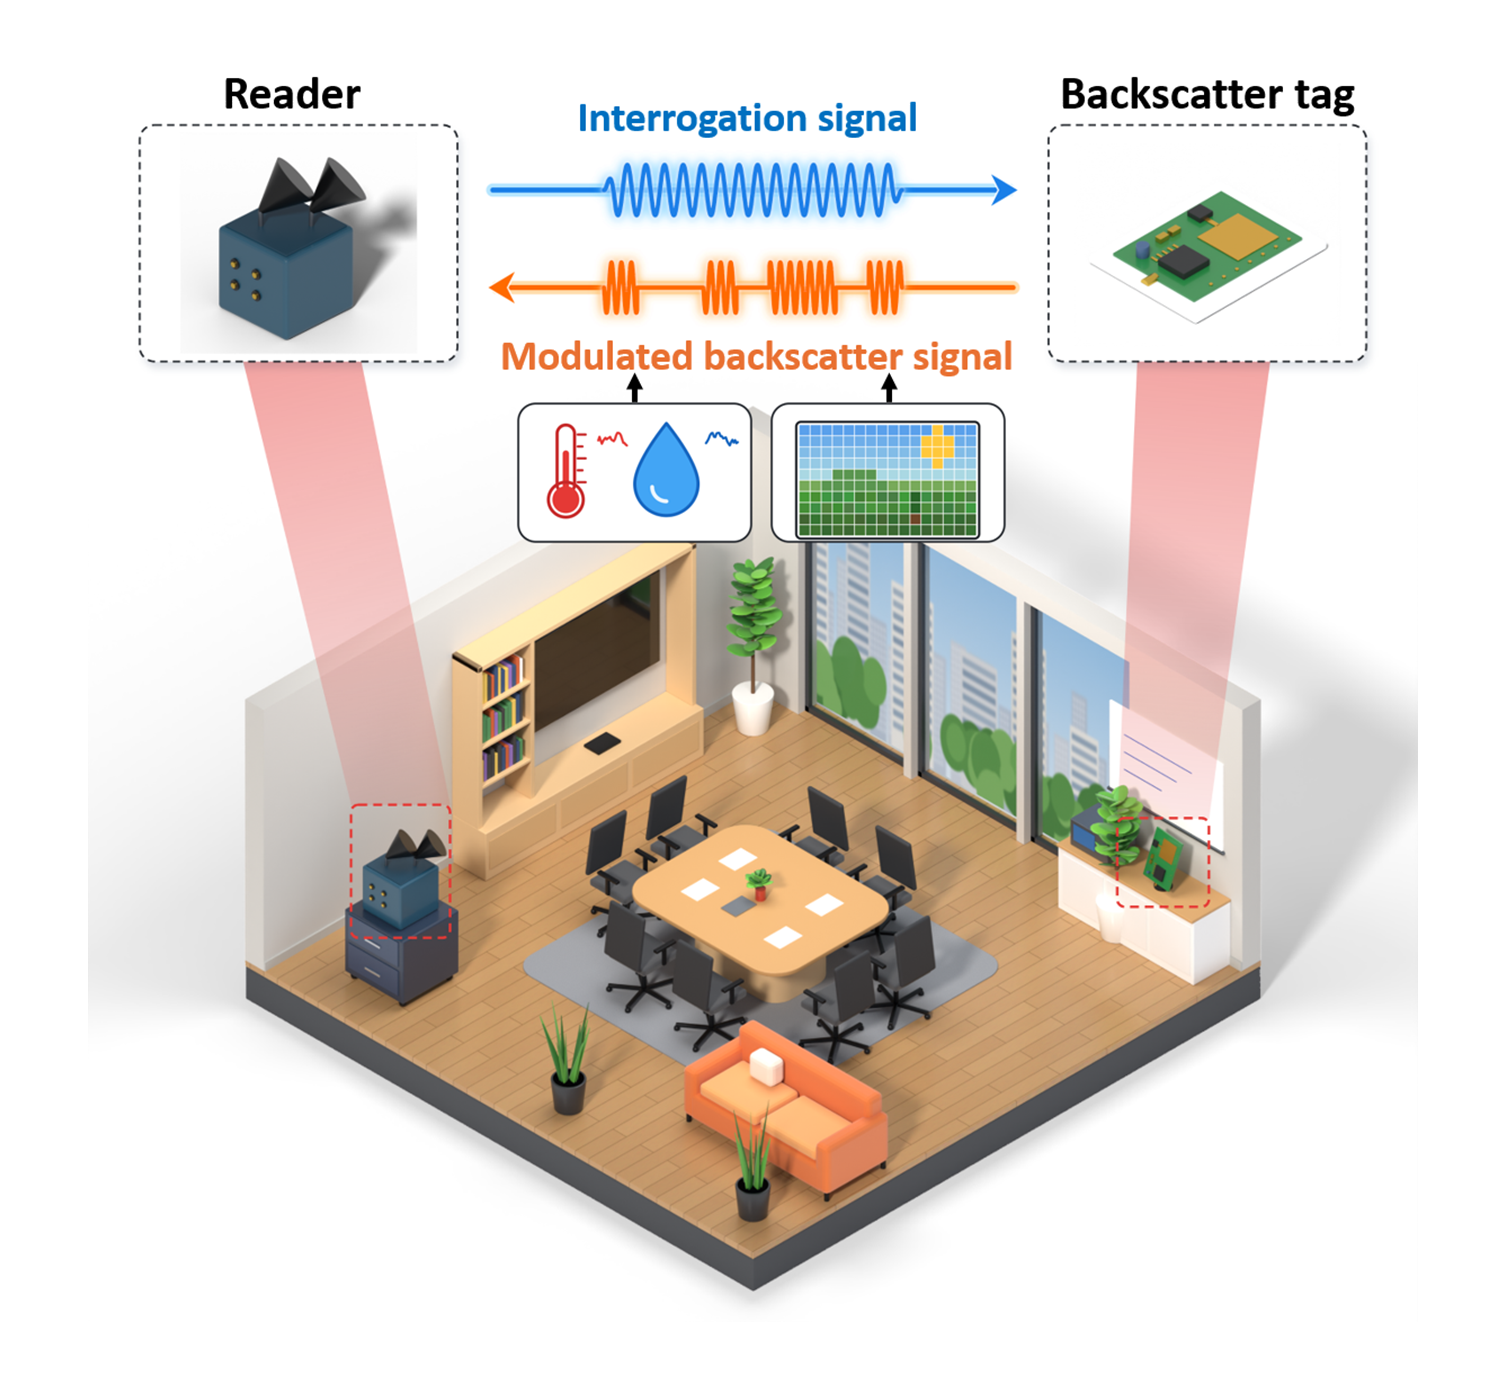 Reader
Interrogation signal
Backscatter tag
Modulated backscatter signal